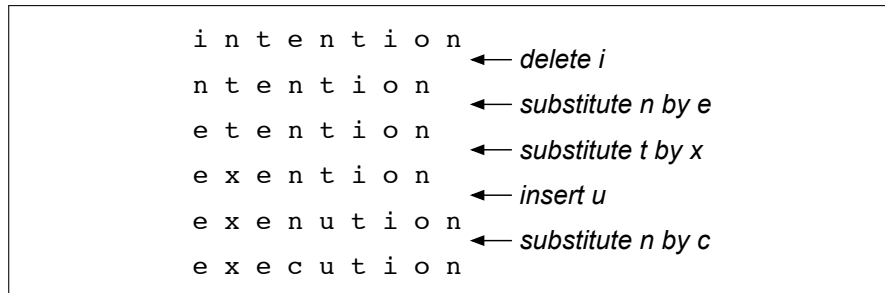 i n t e n t i o n
delete i
n t e n t i o n
substitute n by e
e t e n t i o n
substitute t by x
e x e n t i o n
insert u
e x e n u t i o n
substitute n by c
e x e c u t i o n